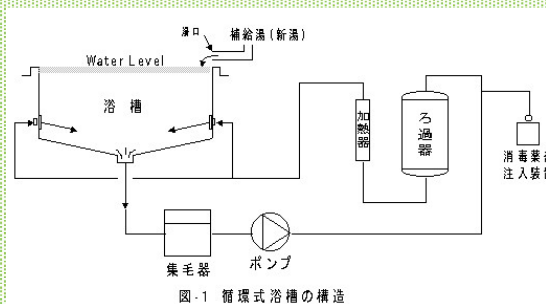 湯口
補給湯(新湯)
Water Level
浴槽
加熱器
ろ過器
消毒薬
注入装
集毛器
ポンプ
図-1 循環式浴槽の構造